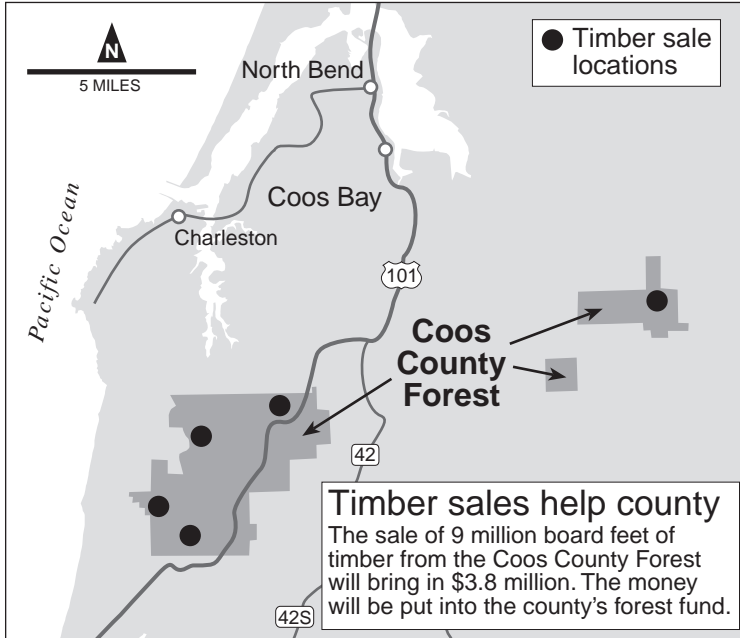 N
5 MILES
North Bend
Timber sale
locations
Coos Bay
Charleston
Pacific Ocean
101
Coos
County
Forest
42
Timber sales help county
The sale of 9 million board feet of
timber from the Coos County Forest
will bring in $3.8 million. The money
will be put into the county's forest fund.
42S